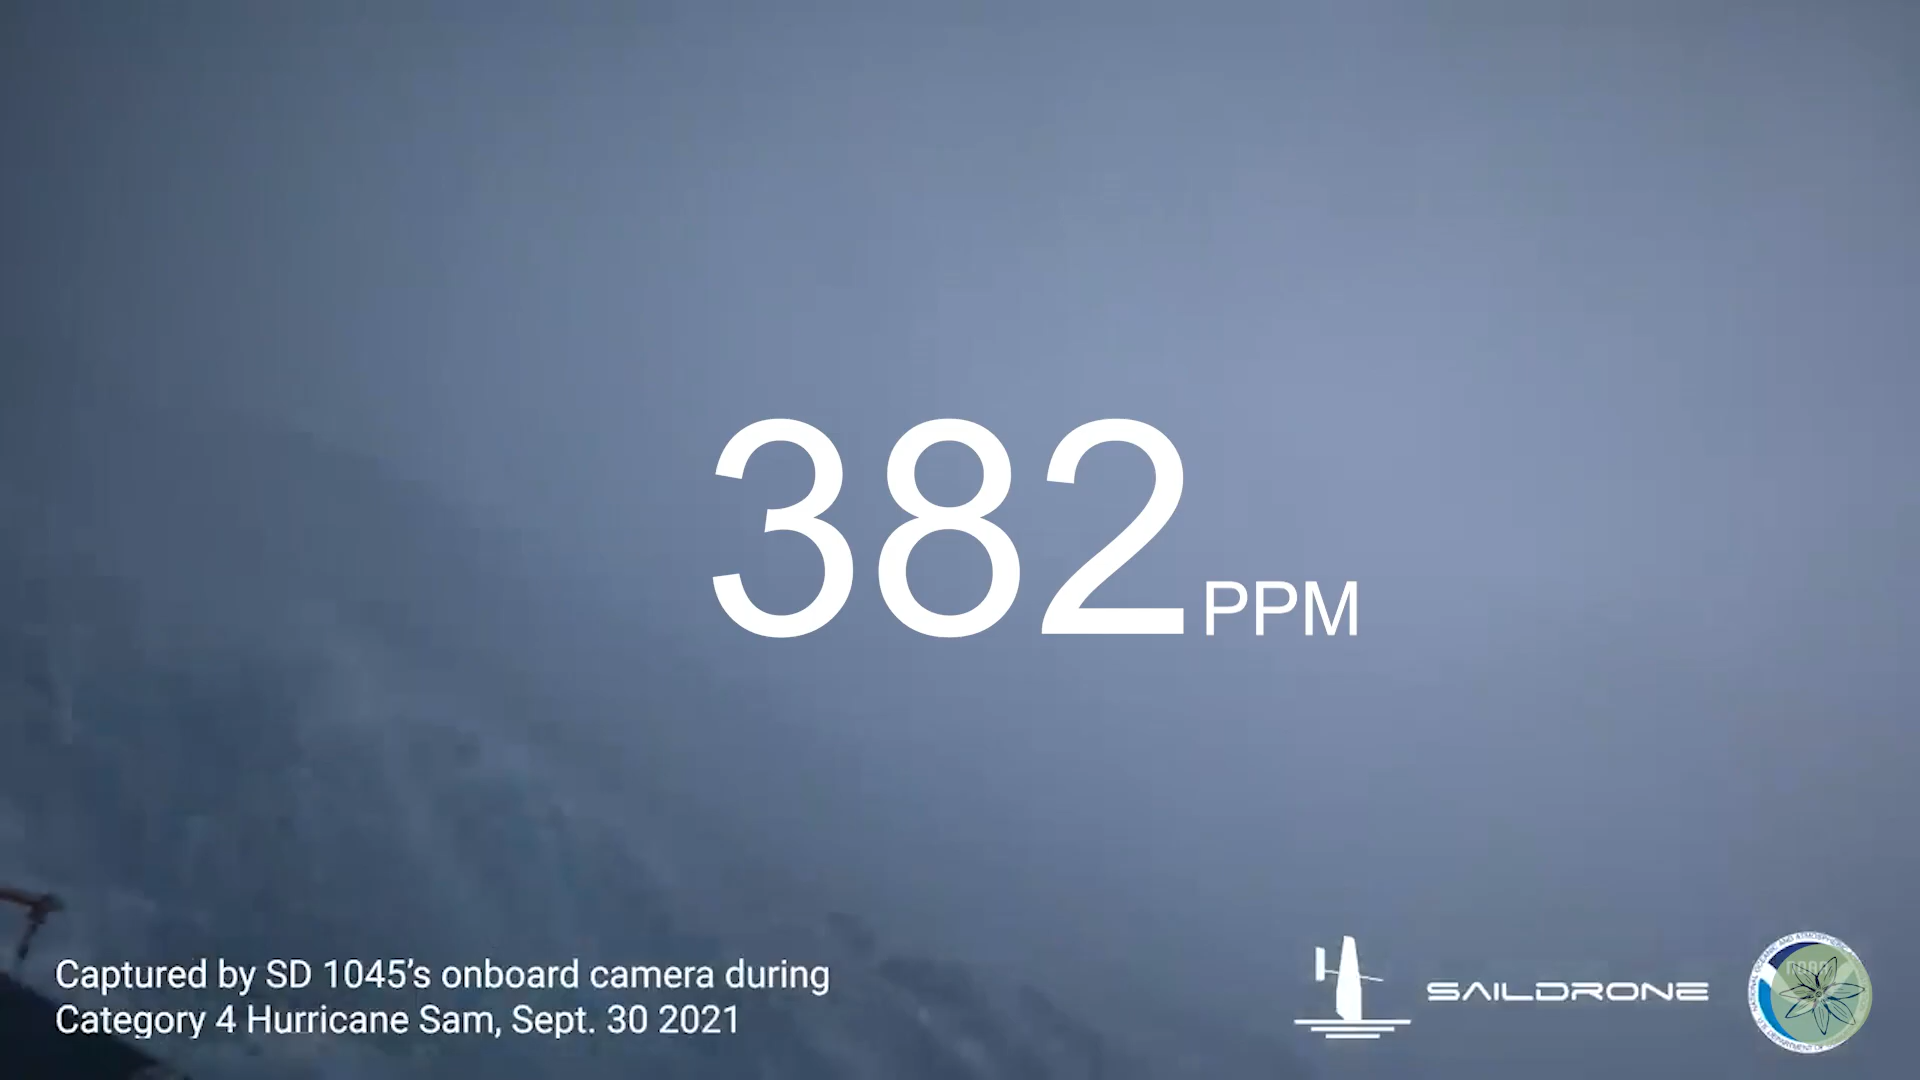 382 PPM
Captured by SD 1045’s onboard camera during
Category 4 Hurricane Sam, Sept. 30 2021
SAILDRONE